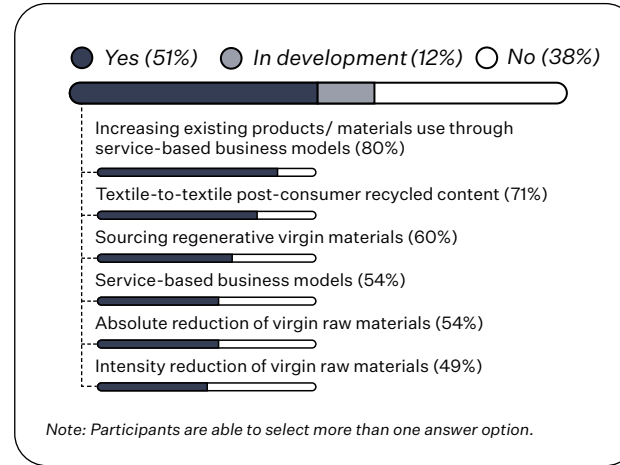 Yes (51%) In development (12%) No (38%)
Increasing existing products/ materials use through
service-based business models (80%)
Textile-to-textile post-consumer recycled content (71%)
Sourcing regenerative virgin materials (60%)
Service-based business models (54%)
Absolute reduction of virgin raw materials (54%)
Intensity reduction of virgin raw materials (49%)
Note: Participants are able to select more than one answer option.